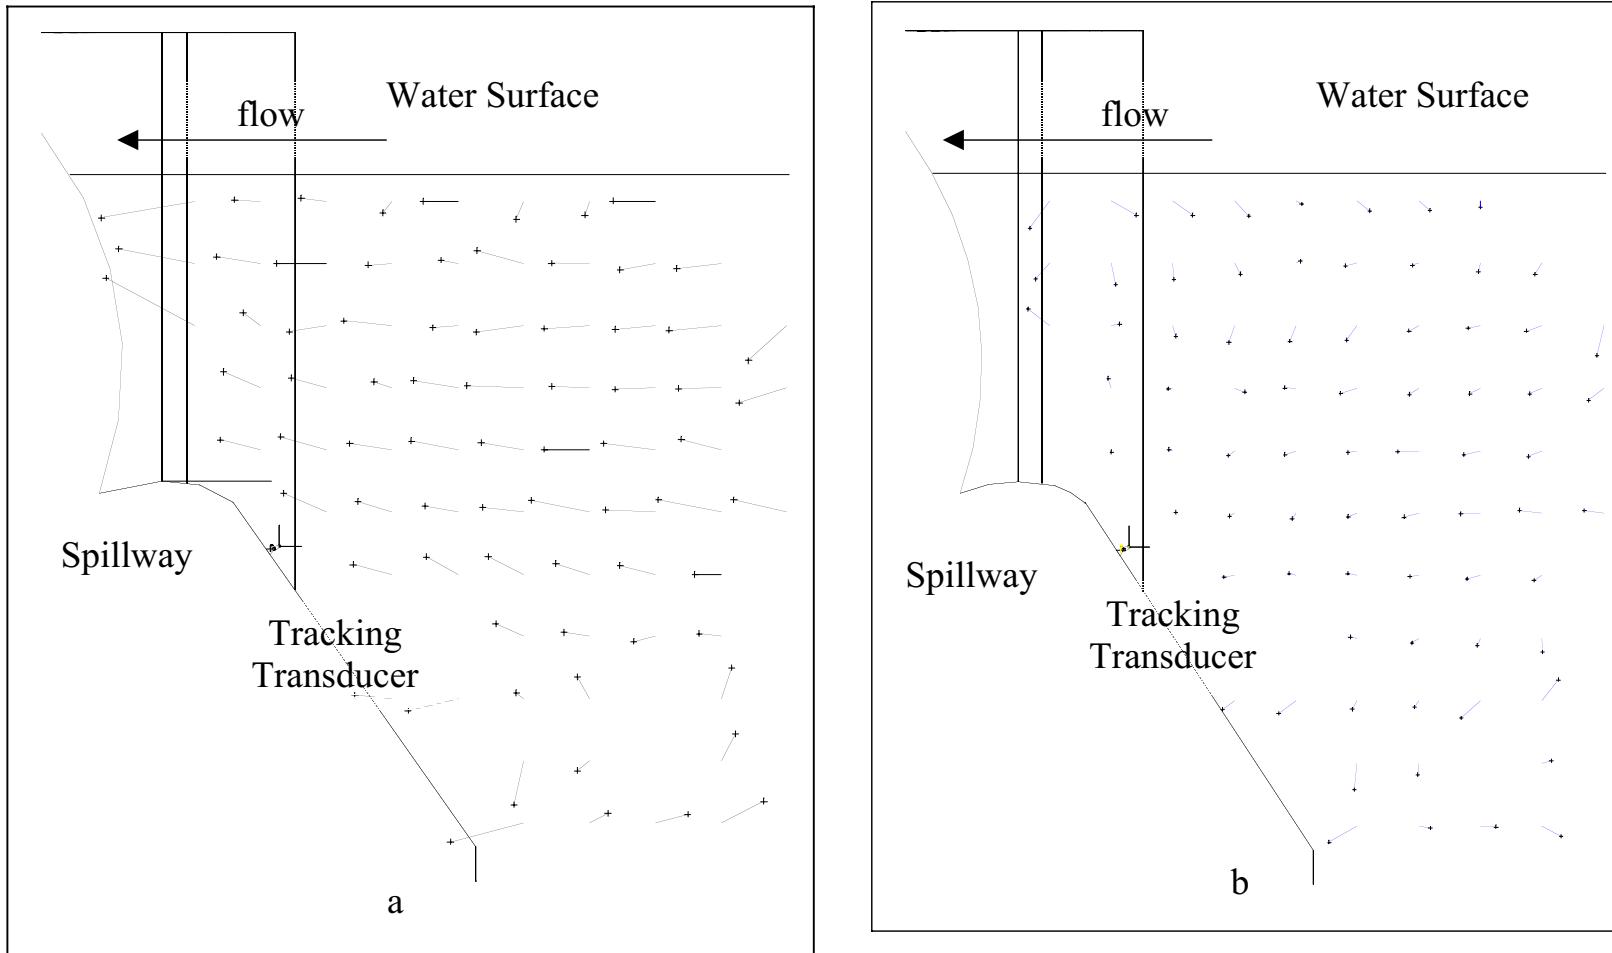 Water Surface
flow
Spillway
Tracking
Transducer
a
Water Surface
flow
Spillway
Tracking
Transducer
b